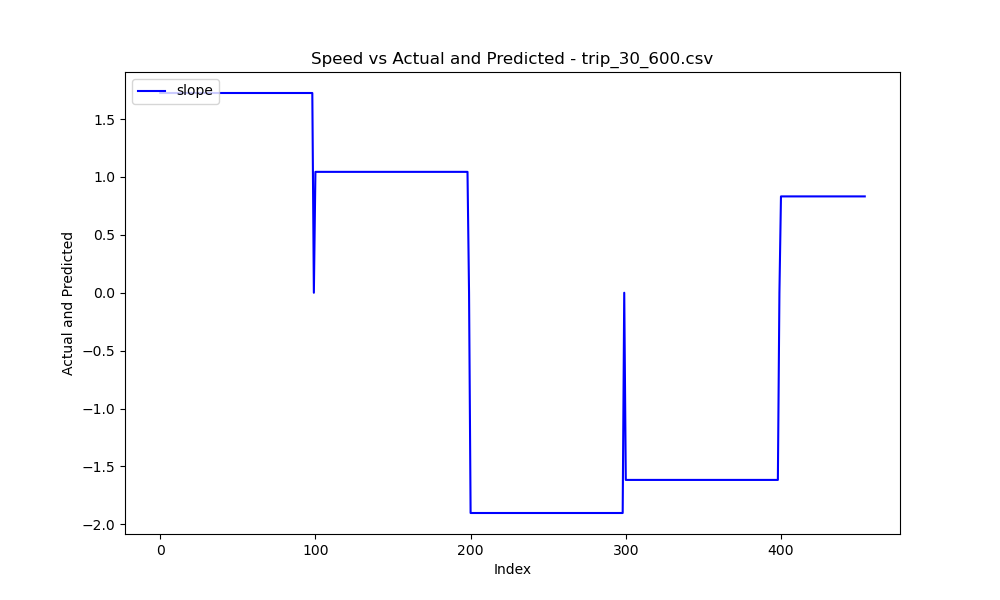 Speed vs Actual and Predicted - trip_30_600.csv
slope
Actual and Predicted
1.5
1.0
0.5
0.0
−0.5
−1.0
−1.5
−2.0
0 100 200 300 400
Index